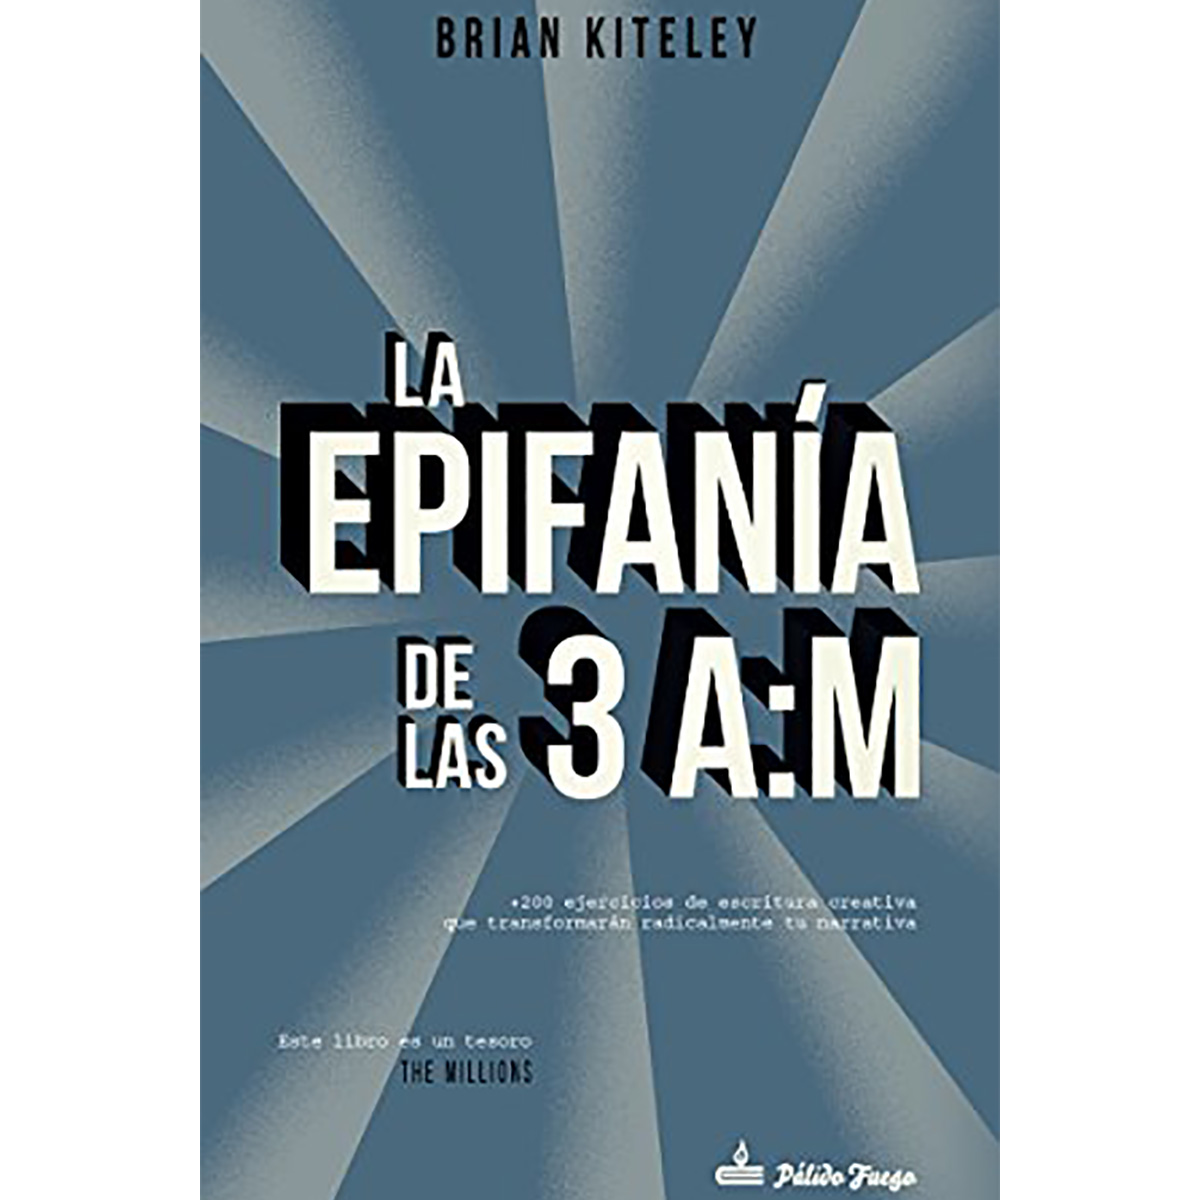 BRIAN KITELEY
LA
EPIFANÍA
DE
LAS
3 A:M
+200 ejercicios de escritura creativa
que transformarán radicalmente tu narrativa
Este libro es un tesoro
THE MILLIONS
Pálido Fuego